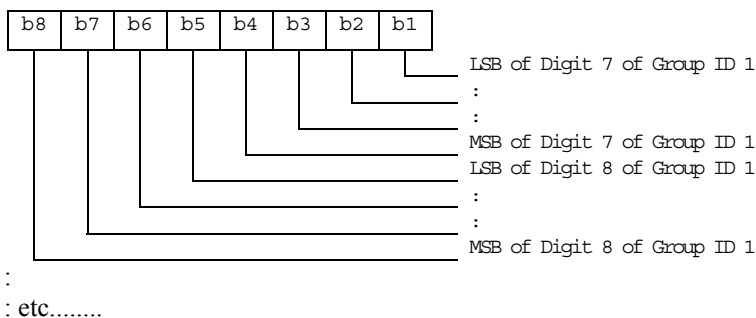 b8 b7 b6 b5 b4 b3 b2 b1
LSB of Digit 7 of Group ID 1
:
:
MSB of Digit 7 of Group ID 1
LSB of Digit 8 of Group ID 1
:
:
MSB of Digit 8 of Group ID 1
:
: etc........